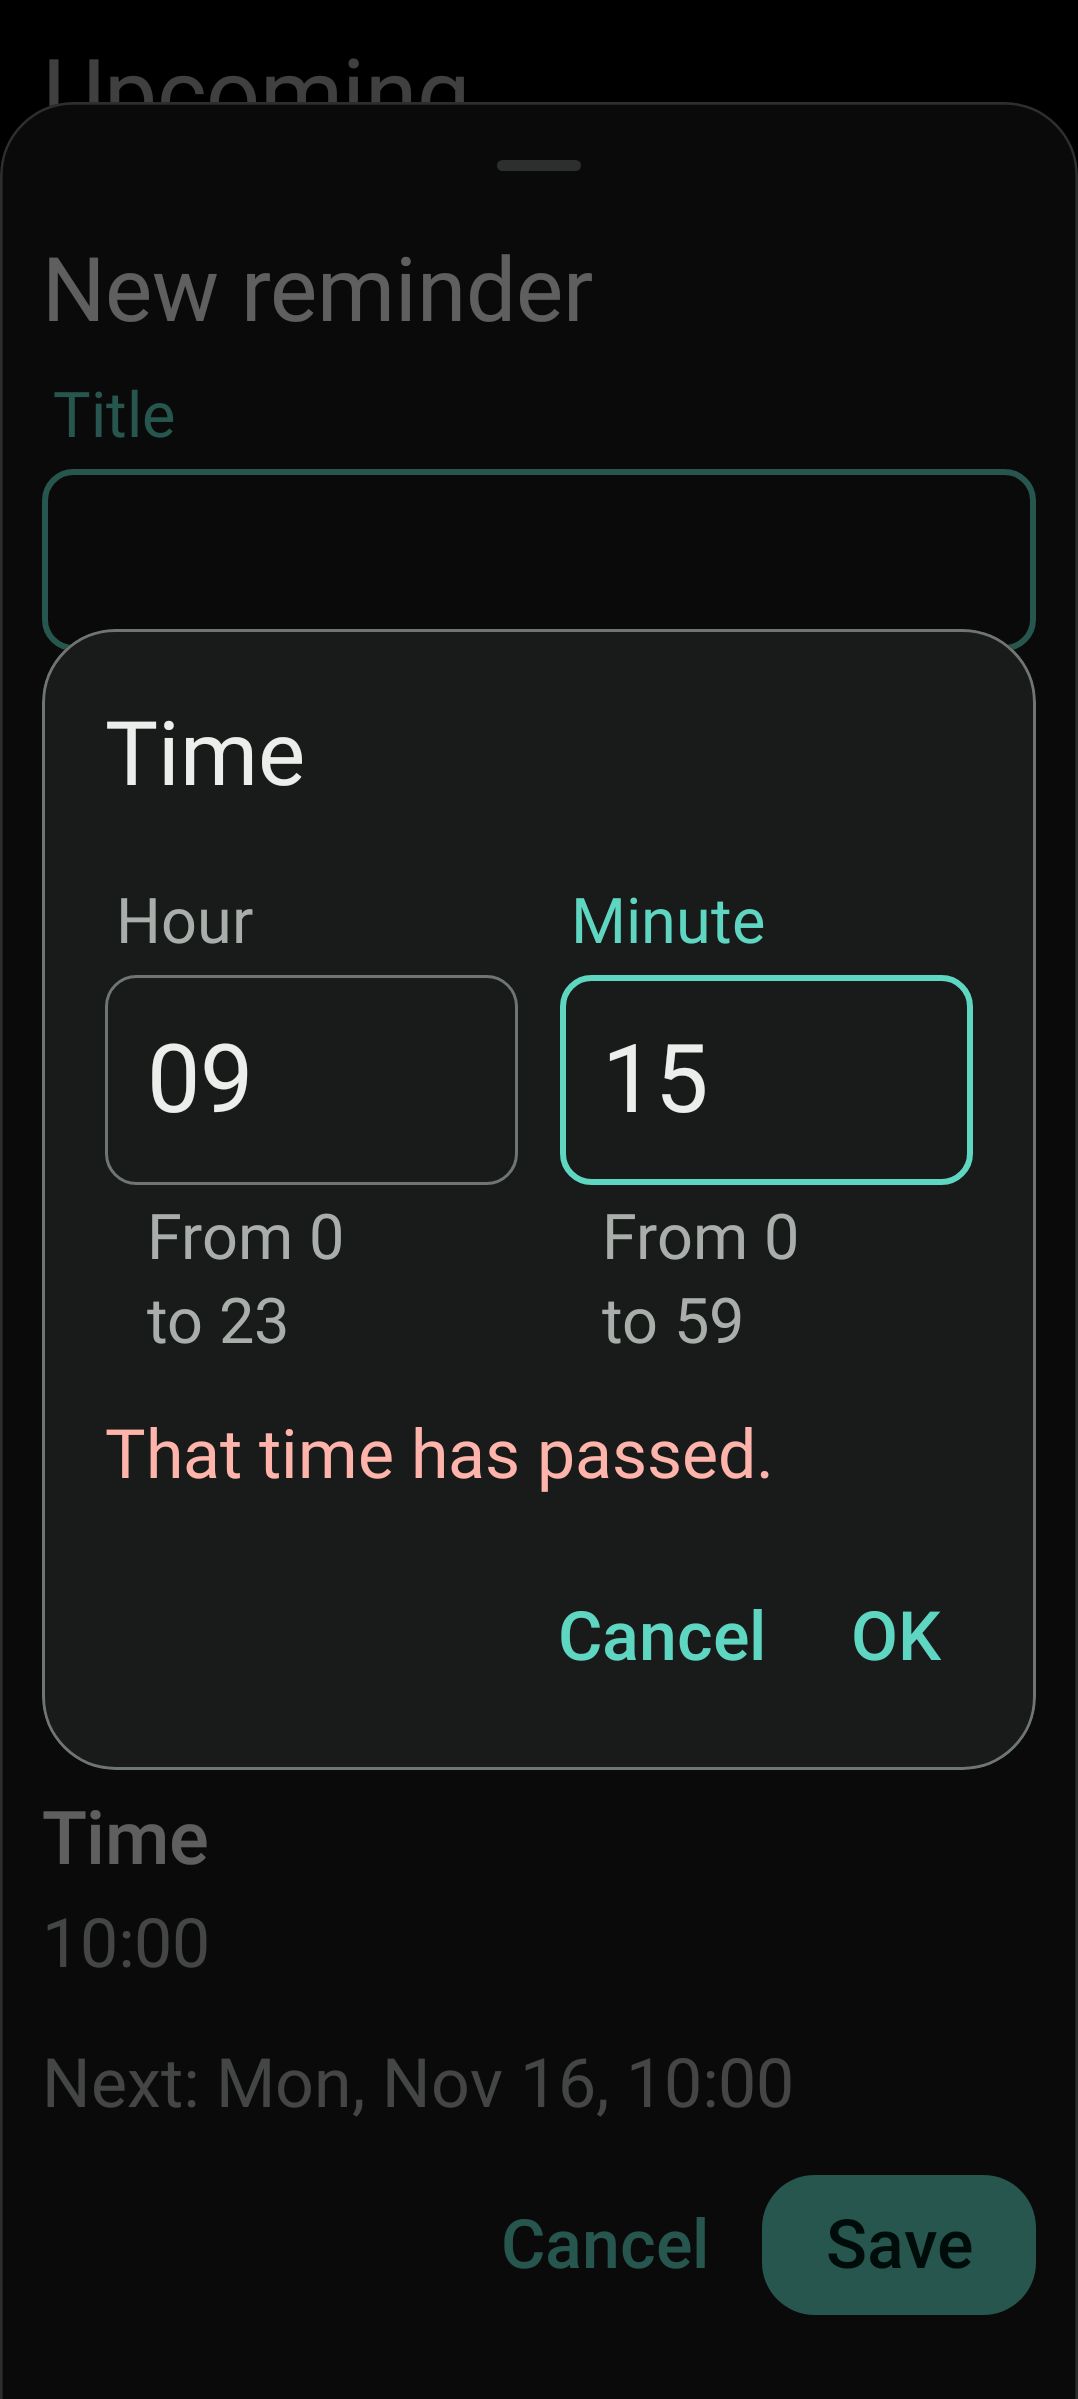 Upcoming
New reminder
Title
Time
Hour
Minute
09
15
From 0
to 23
From 0
to 59
That time has passed.
Cancel
OK
Time
10:00
Next: Mon, Nov 16, 10:00
Cancel
Save